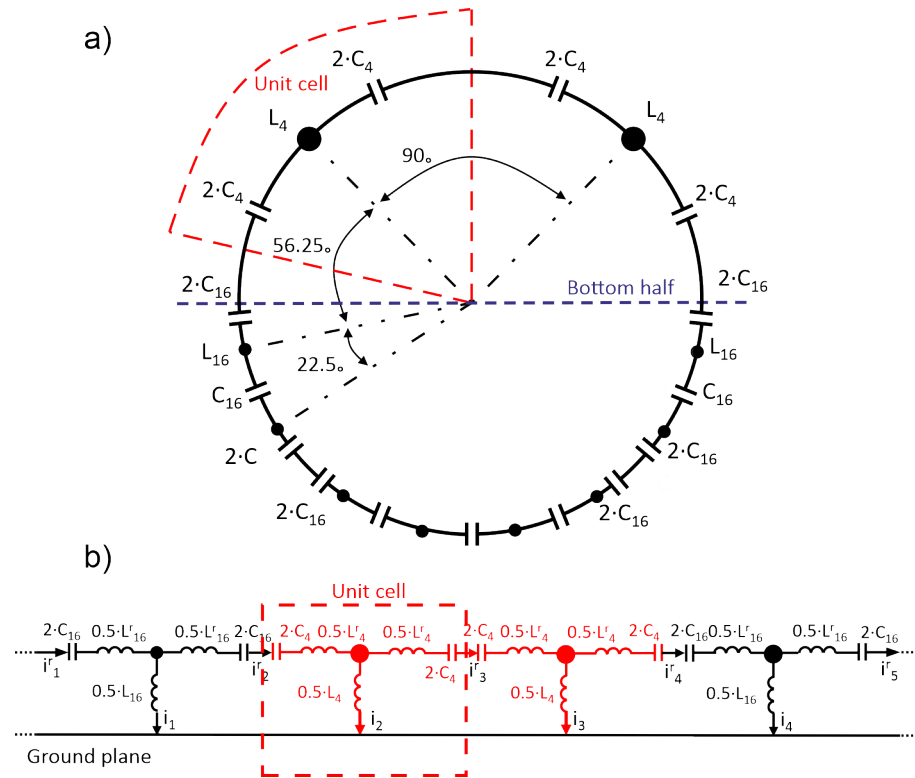 a)
2·C₄ 2·C₄
Unit cell
L₄ L₄
90°
2·C₄ 2·C₄
56.25°
2·C₁₆ Bottom half 2·C₁₆
L₁₆ L₁₆
22.5°
C₁₆ C₁₆
2·C 2·C₁₆
2·C₁₆ 2·C₁₆
b)
Unit cell
2·C₁₆ 0.5·Lʳ₁₆ 0.5·Lʳ₁₆ 2·C₁₆ 2·C₄ 0.5·Lʳ₄ 0.5·Lʳ₄ 2·C₄ 2·C₄ 0.5·Lʳ₄ 0.5·Lʳ₄ 2·C₄ 2·C₁₆ 0.5·Lʳ₁₆ 0.5·Lʳ₁₆ 2·C₁₆
iʳ₁ iʳ₂ iʳ₃ iʳ₄ iʳ₅
0.5·L₁₆ 0.5·L₄ 0.5·L₄ 0.5·L₁₆
i₁ i₂ i₃ i₄
Ground plane